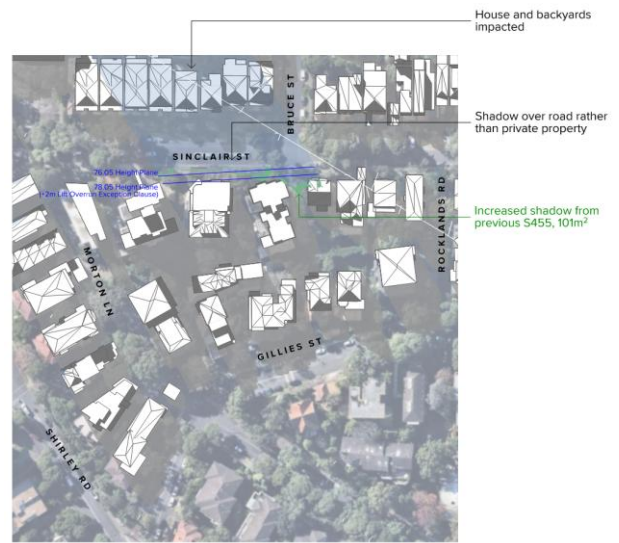 House and backyards
impacted
BRUCE ST
Shadow over road rather
than private property
SINCLAIR ST
76.05 Height Plane
78.05 Height Plane
(+2m Lift Overrun Exception Clause)
ROCKLANDS RD
Increased shadow from
previous S455, 101m²
MORTON LN
GILLIES ST
SHIRLEY RD